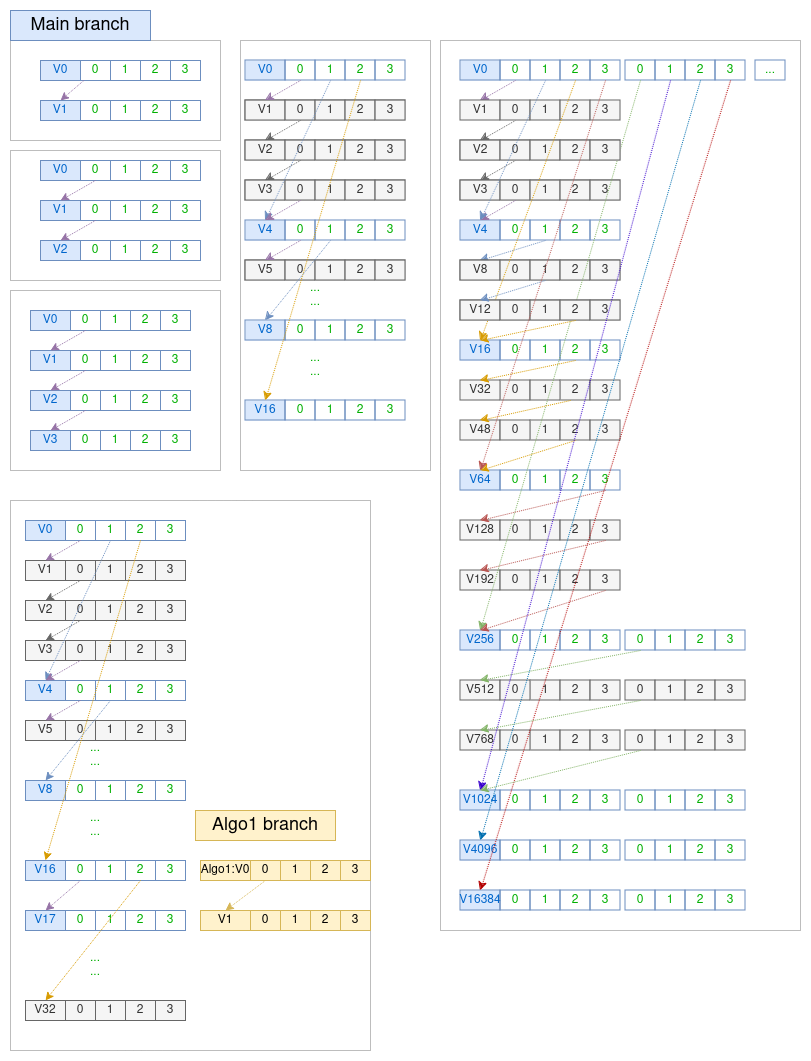 Main branch
V0 0 1 2 3
V1 0 1 2 3
V0 0 1 2 3
V1 0 1 2 3
V2 0 1 2 3
V0 0 1 2 3
V1 0 1 2 3
V2 0 1 2 3
V3 0 1 2 3
V0 0 1 2 3
V1 0 1 2 3
V2 0 1 2 3
V3 0 1 2 3
V4 0 1 2 3
V5 0 1 2 3
...
...
V8 0 1 2 3
...
...
V16 0 1 2 3
V0 0 1 2 3 0 1 2 3 ...
V1 0 1 2 3
V2 0 1 2 3
V3 0 1 2 3
V4 0 1 2 3
V8 0 1 2 3
V12 0 1 2 3
V16 0 1 2 3
V32 0 1 2 3
V48 0 1 2 3
V64 0 1 2 3
V128 0 1 2 3
V192 0 1 2 3
V256 0 1 2 3 0 1 2 3
V512 0 1 2 3 0 1 2 3
V768 0 1 2 3 0 1 2 3
V1024 0 1 2 3 0 1 2 3
V4096 0 1 2 3 0 1 2 3
V16384 0 1 2 3 0 1 2 3
V0 0 1 2 3
V1 0 1 2 3
V2 0 1 2 3
V3 0 1 2 3
V4 0 1 2 3
V5 0 1 2 3
...
...
V8 0 1 2 3
...
...
Algo1 branch
V16 0 1 2 3 Algo1:V0 0 1 2 3
V17 0 1 2 3 V1 0 1 2 3
...
...
V32 0 1 2 3